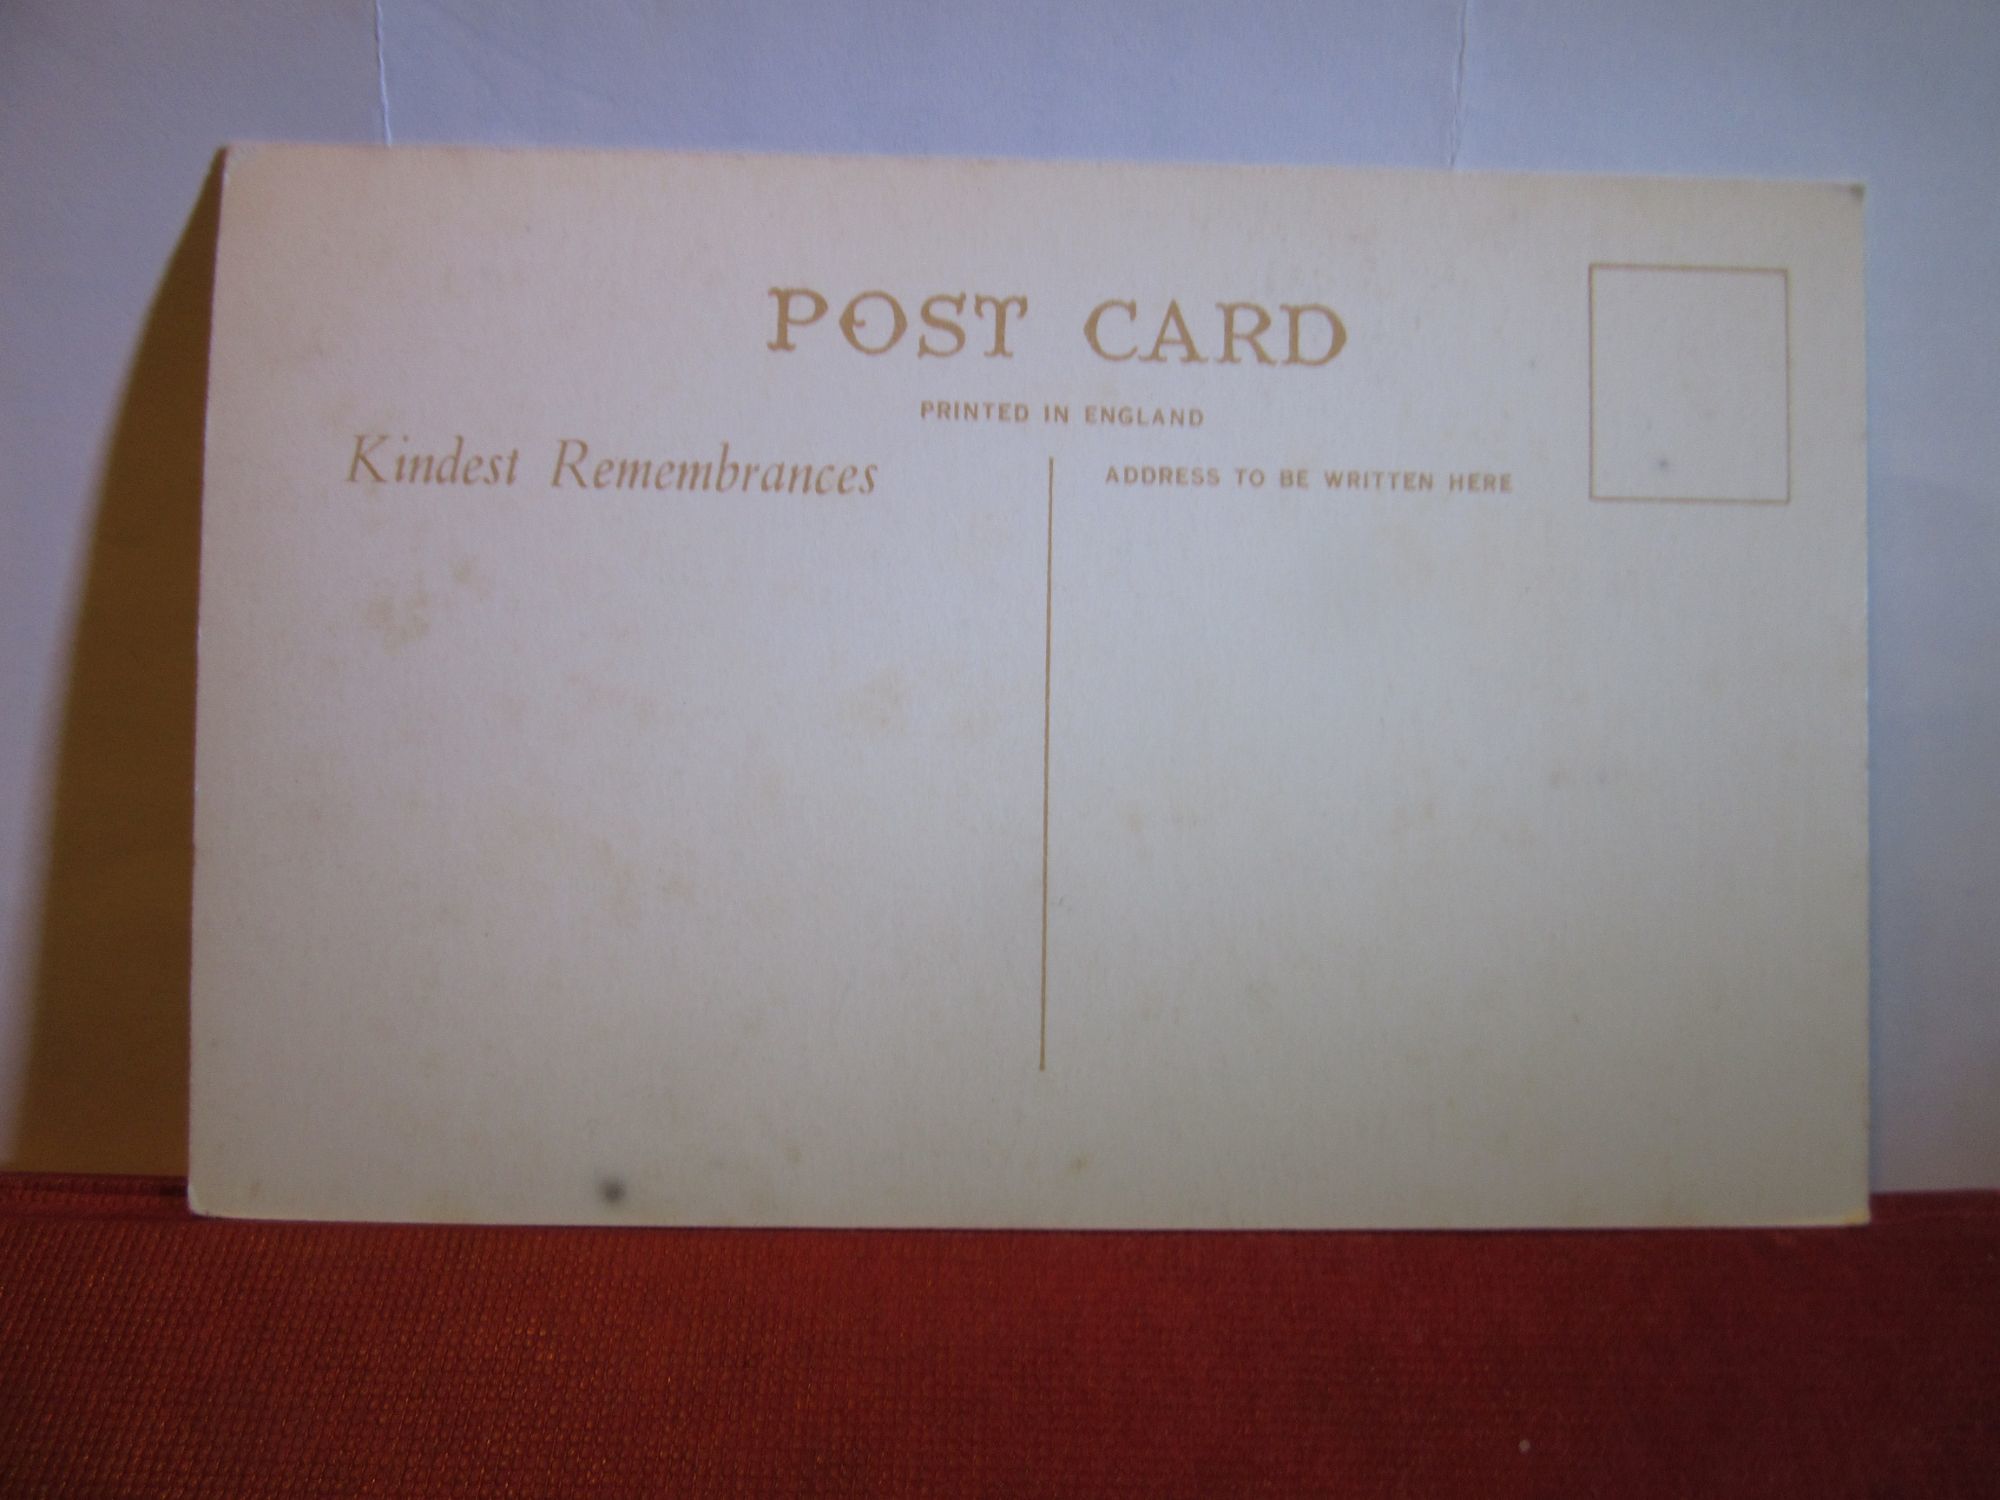 POST CARD
PRINTED IN ENGLAND
Kindest Remembrances
ADDRESS TO BE WRITTEN HERE